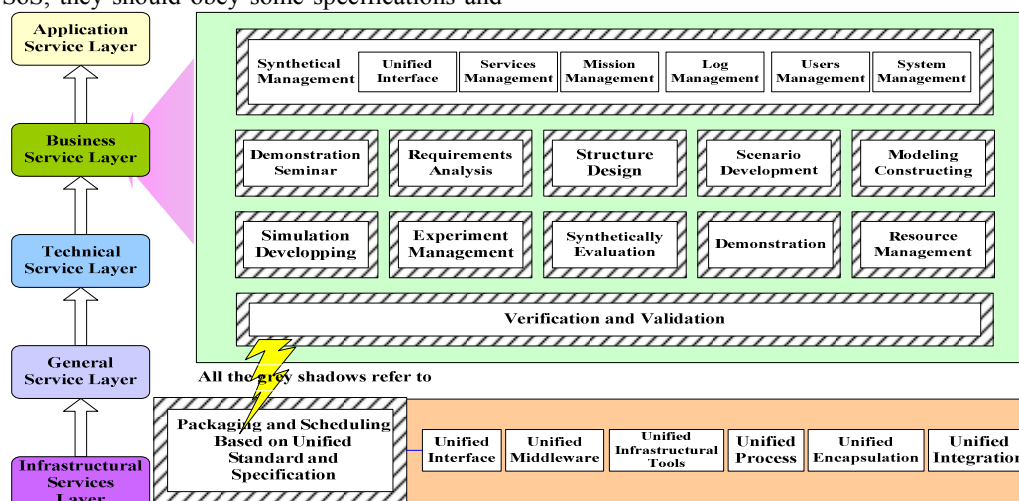 SoS, they should obey some specifications and
Application
Service Layer
Business
Service Layer
Technical
Service Layer
General
Service Layer
Infrastructural
Services
Layer
Synthetical
Management
Unified
Interface
Services
Management
Mission
Management
Log
Management
Users
Management
System
Management
Demonstration
Seminar
Requirements
Analysis
Structure
Design
Scenario
Development
Modeling
Constructing
Simulation
Developping
Experiment
Management
Synthetically
Evaluation
Demonstration
Resource
Management
Verification and Validation
All the grey shadows refer to
Packaging and Scheduling
Based on Unified
Standard and
Specification
Unified
Interface
Unified
Middleware
Unified
Infrastructural
Tools
Unified
Process
Unified
Encapsulation
Unified
Integration